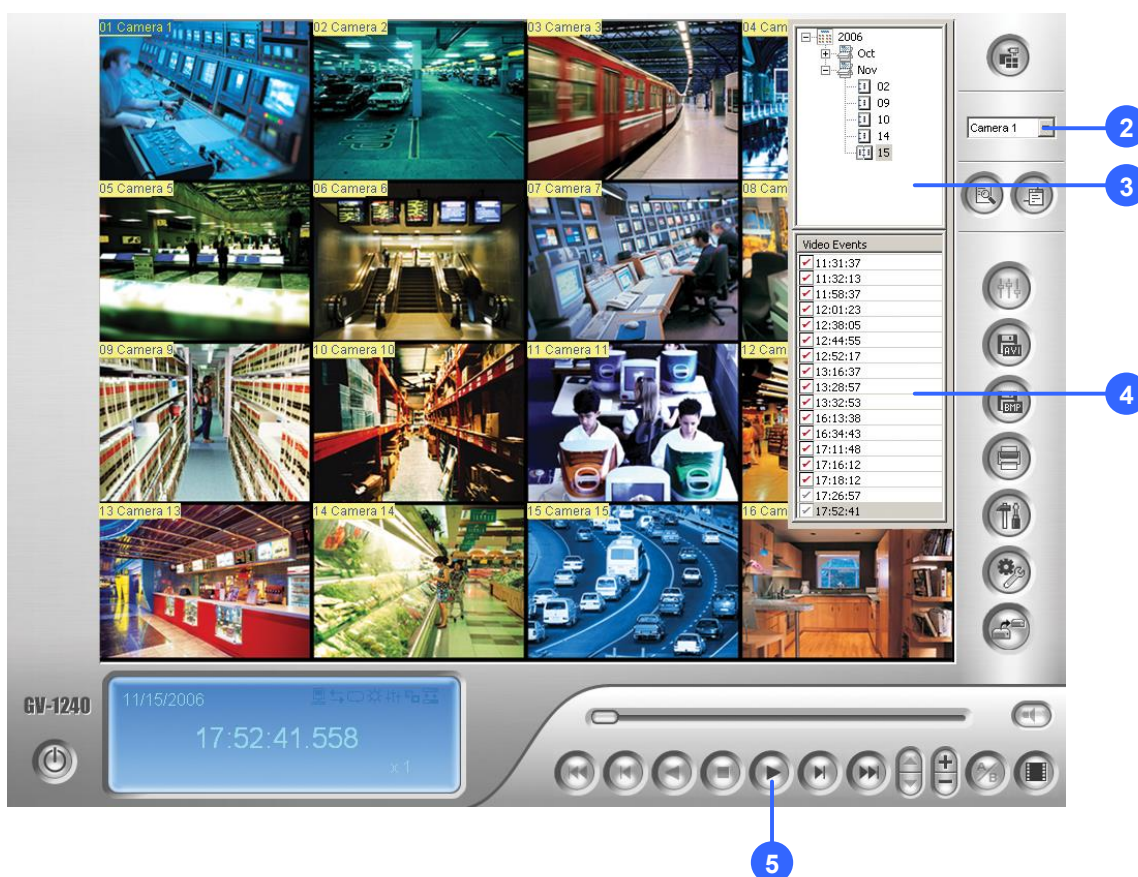 01 Camera 1
02 Camera 2
03 Camera 3
04 Cam
05 Camera 5
06 Camera 6
07 Camera 7
08 Cam
09 Camera 9
10 Camera 10
11 Camera 11
12 Cam
13 Camera 13
14 Camera 14
15 Camera 15
16 Cam
2006
Oct
Nov
02
09
10
14
15
Video Events
11:31:37
11:32:13
11:58:37
12:01:23
12:38:05
12:44:55
12:52:17
13:16:37
13:28:57
13:32:53
16:13:38
16:34:43
17:11:48
17:16:12
17:18:12
17:26:57
17:52:41
Camera 1
2
3
AVI
4
BMP
GV-1240
11/15/2006
17:52:41.558
x 1
A/B
5